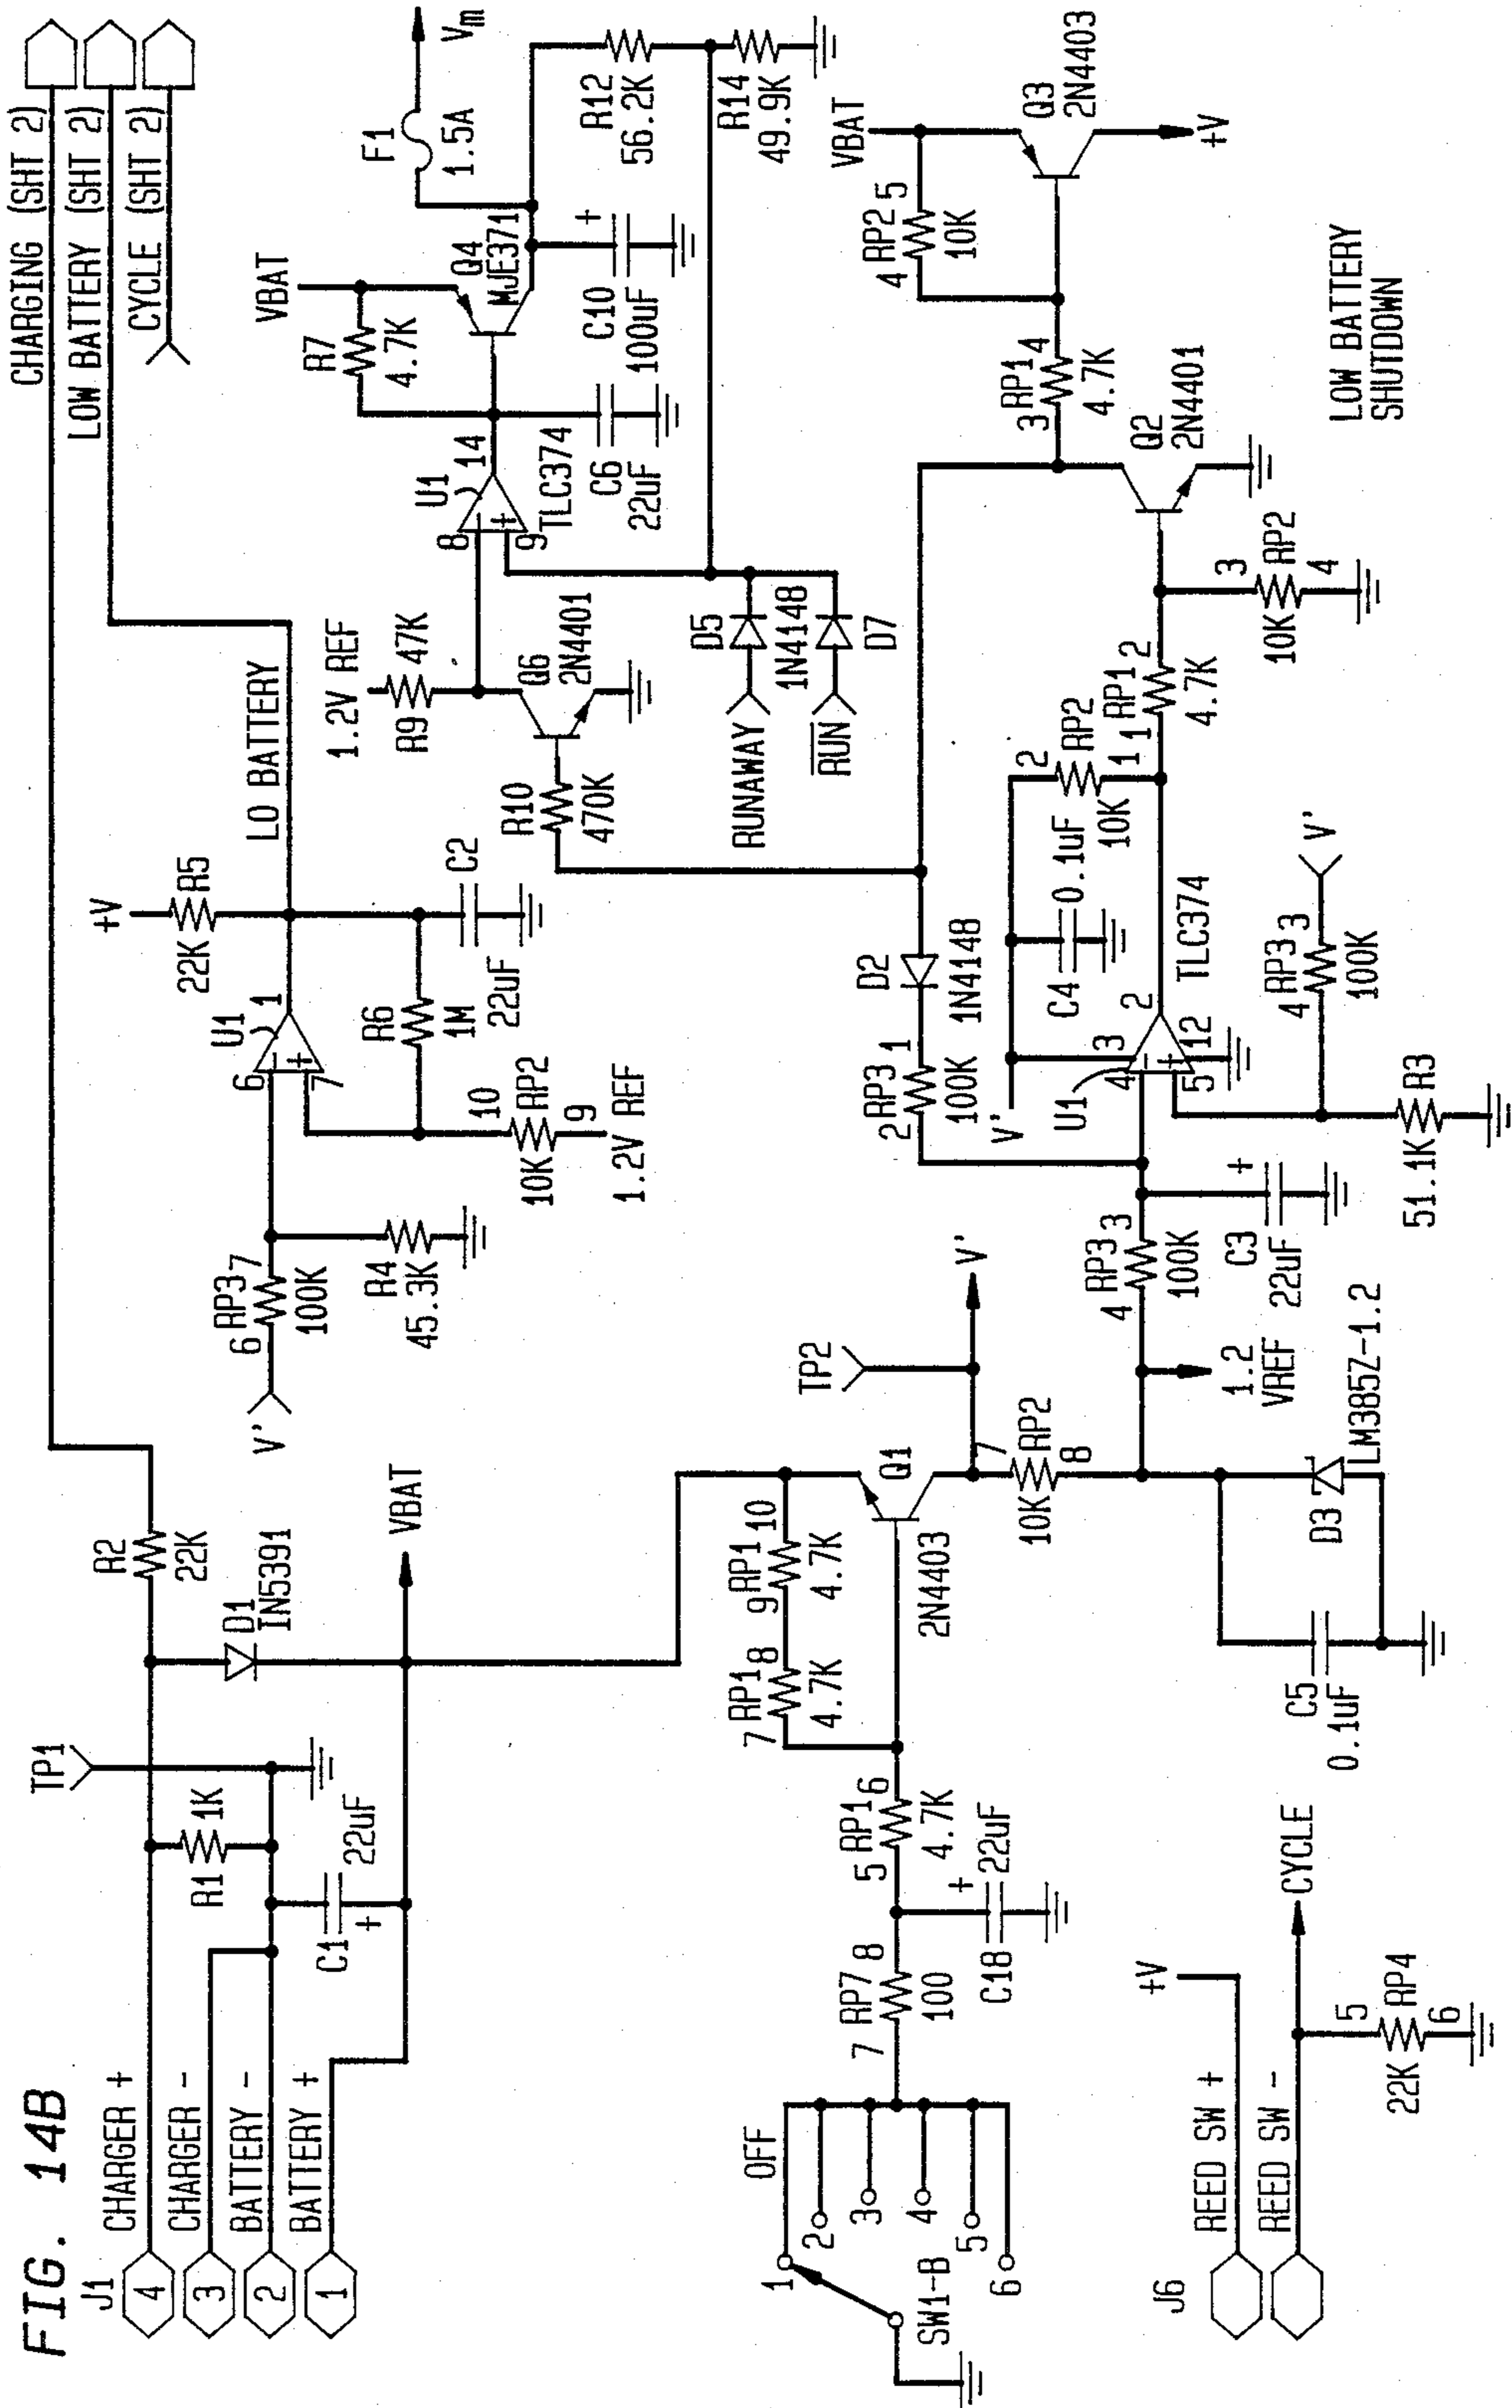 FIG. 14B
J1
4 CHARGER +
3 CHARGER -
2 BATTERY -
1 BATTERY +
TP1
R1 1K
C1 + 22uF
R2
22K
D1
IN5391
VBAT
CHARGING (SHT 2)
LOW BATTERY (SHT 2)
CYCLE (SHT 2)
V'
6 RP3 7
100K
R4
45.3K
6
7
U1
1
+V
22K R5
LO BATTERY
R6
1M
C2
22uF
10
10K RP2
9
1.2V REF
1.2V REF
R9 47K
Q6
2N4401
R10
470K
RUNAWAY
RUN
D5
1N4148
D7
8
9
U1
14
TLC374
C6
22uF
R7
4.7K
VBAT
Q4
MJE371
C10
100uF
+
F1
1.5A
Vm
R12
56.2K
R14
49.9K
SW1-B
OFF
1
2
3
4
5
6
7 RP7 8
100
C18 + 22uF
5 RP1 6
4.7K
7 RP1 8
4.7K
9 RP1 10
4.7K
Q1
2N4403
TP2
V'
7
10K RP2
8
1.2
VREF
D3
LM385Z-1.2
C5
0.1uF
4 RP3 3
100K
C3 +
22uF
2 RP3 1
100K
D2
1N4148
V'
U1
4
5
3
12
2
TLC374
C4 0.1uF
2
RP2
10K
1
51.1K R3
4 RP3 3
100K
V'
1 RP1 2
4.7K
3
10K RP2
4
Q2
2N4401
3 RP1 4
4.7K
4 RP2 5
10K
VBAT
Q3
2N4403
+V
LOW BATTERY
SHUTDOWN
J6
REED SW +
REED SW -
+V
CYCLE
5
22K RP4
6